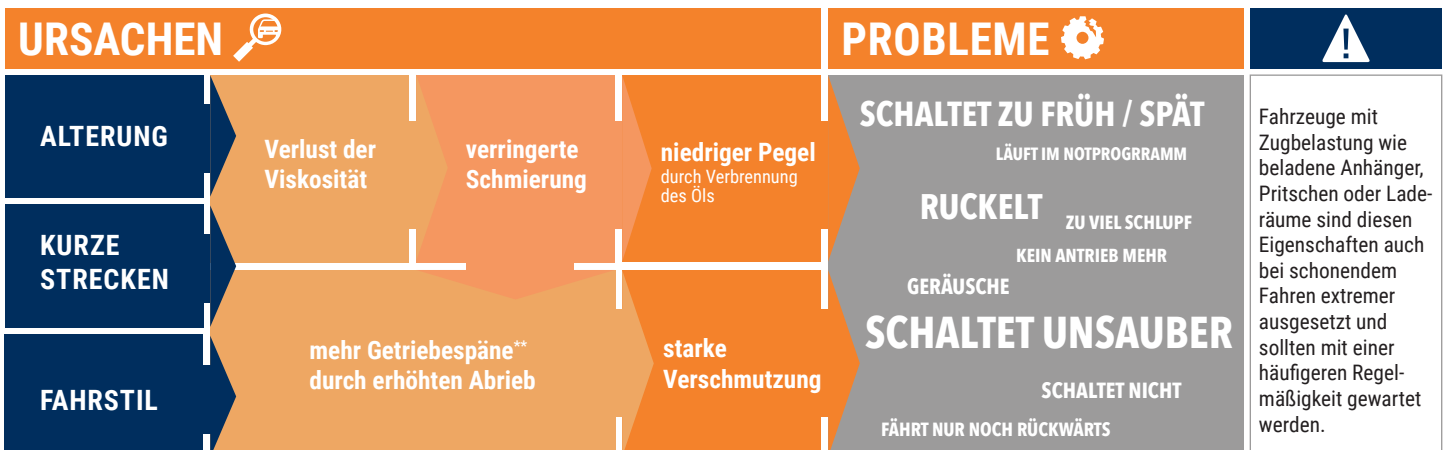 URSACHEN
PROBLEME
!
ALTERUNG
KURZE
STRECKEN
FAHRSTIL
Verlust der
Viskosität
verringerte
Schmierung
niedriger Pegel
durch Verbrennung
des Öls
mehr Getriebespäne**
durch erhöhten Abrieb
starke
Verschmutzung
SCHALTET ZU FRÜH / SPÄT
LÄUFT IM NOTPROGRRAMM
RUCKELT
ZU VIEL SCHLUPF
KEIN ANTRIEB MEHR
GERÄUSCHE
SCHALTET UNSAUBER
SCHALTET NICHT
FÄHRT NUR NOCH RÜCKWÄRTS
Fahrzeuge mit
Zugbelastung wie
beladene Anhänger,
Pritschen oder Lade-
räume sind diesen
Eigenschaften auch
bei schonendem
Fahren extremer
ausgesetzt und
sollten mit einer
häufigeren Regel-
mäßigkeit gewartet
werden.